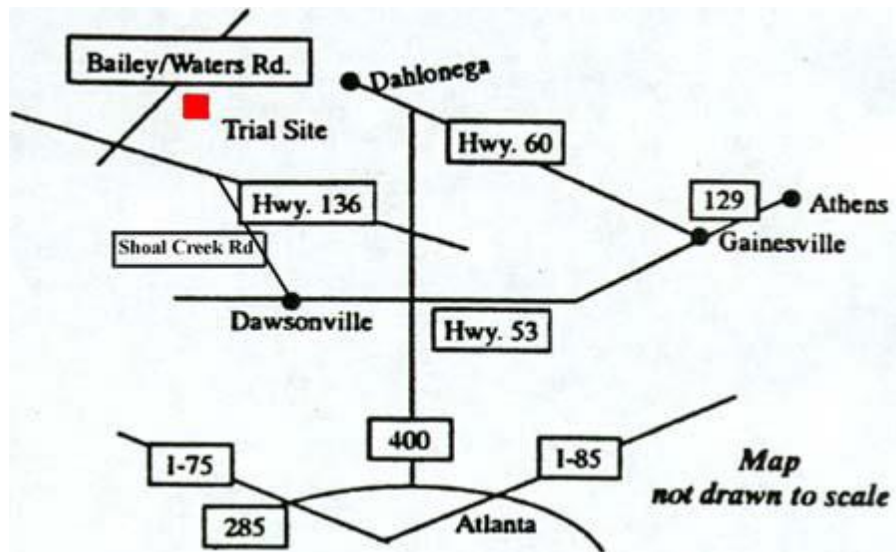 Bailey/Waters Rd.
Dahlonega
Trial Site
Hwy. 60
Hwy. 136
129
Athens
Shoal Creek Rd
Gainesville
Dawsonville
Hwy. 53
400
I-75
I-85
Map
not drawn to scale
285
Atlanta